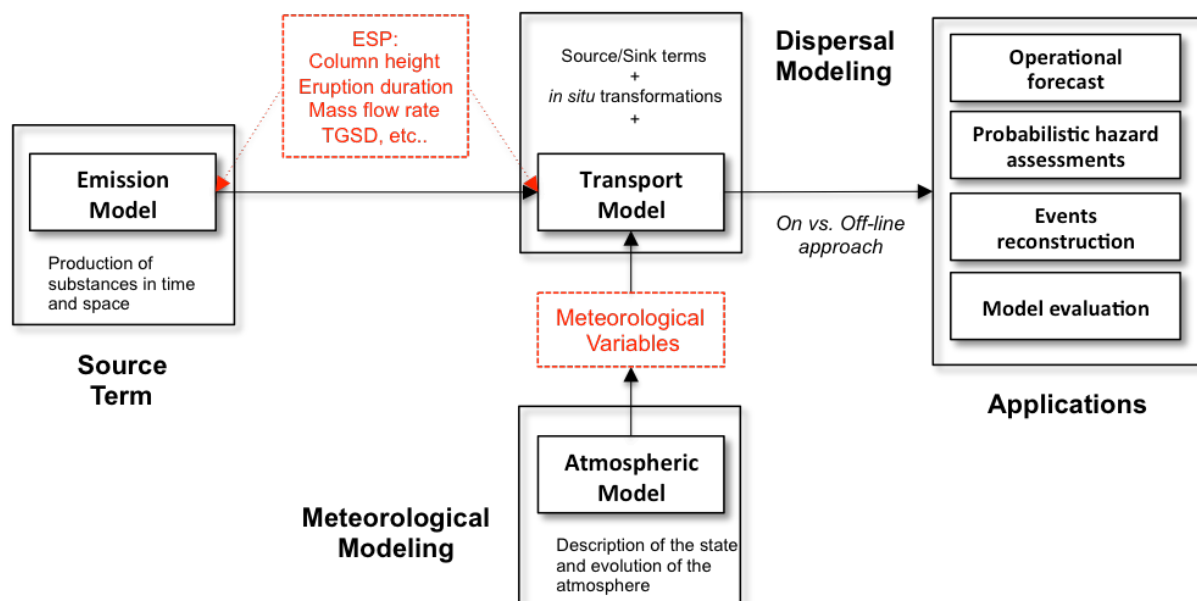 ESP:
Column height
Eruption duration
Mass flow rate
TGSD, etc..
Source/Sink terms
+
in situ transformations
+
Dispersal
Modeling
Operational
forecast
Probabilistic hazard
assessments
Emission
Model
Transport
Model
On vs. Off-line
approach
Events
reconstruction
Production of
substances in time
and space
Model evaluation
Meteorological
Variables
Source
Term
Applications
Atmospheric
Model
Meteorological
Modeling
Description of the state
and evolution of the
atmosphere